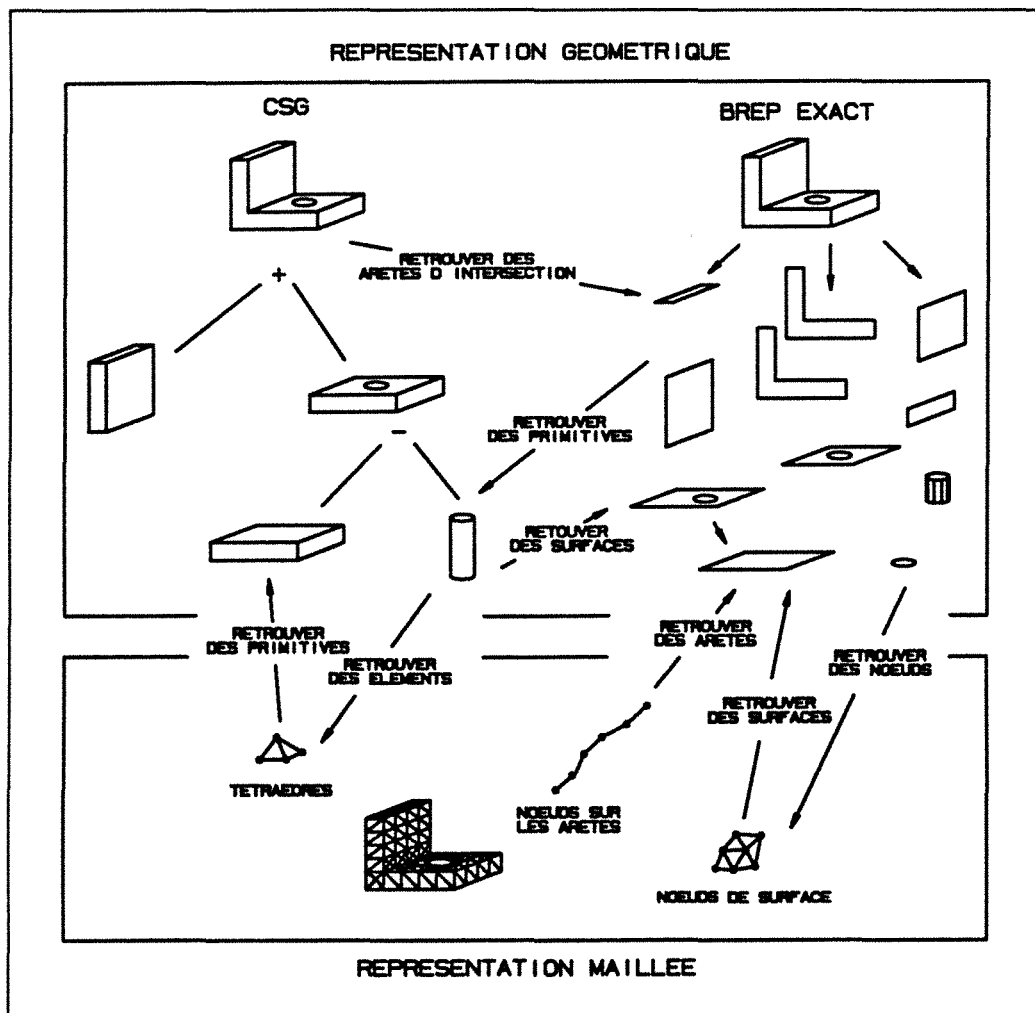 REPRESENTATION GEOMETRIQUE
CSG
BREP EXACT
RETROUVER DES
ARETES D INTERSECTION
+
RETROUVER
DES PRIMITIVES
-
RETOUVER
DES SURFACES
RETROUVER
DES PRIMITIVES
RETROUVER
DES ELEMENTS
RETROUVER
DES ARETES
RETROUVER
DES NOEUDS
RETROUVER
DES SURFACES
TETRAEDRES
NOEUDS SUR
LES ARETES
NOEUDS DE SURFACE
REPRESENTATION MAILLEE